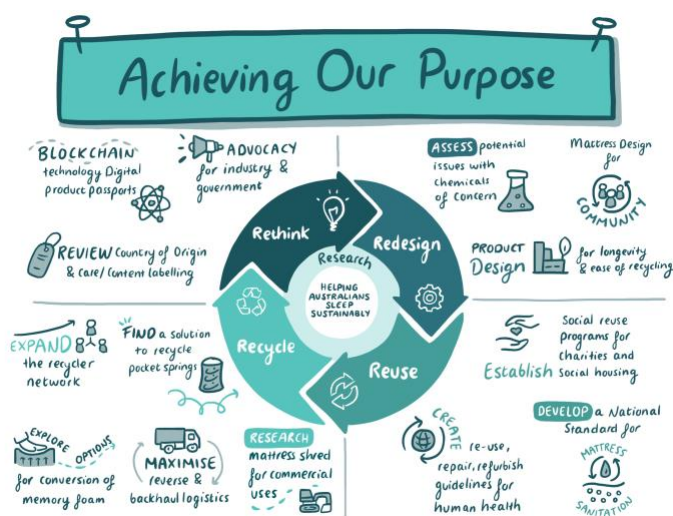 Achieving Our Purpose
BLOCKCHAIN
technology Digital
product passports
ADVOCACY
for industry &
government
REVIEW Country of Origin
& care/content labelling
ASSESS potential
issues with
chemicals
of concern
Mattress Design
for
COMMUNITY
PRODUCT
Design
for longevity
& ease of recycling
Rethink
Redesign
Research
HELPING
AUSTRALIANS
SLEEP
SUSTAINABLY
Recycle
Reuse
EXPAND
the recycler
network
FIND a solution
to recycle
pocket springs
EXPLORE
OPTIONS
for conversion of
memory foam
MAXIMISE
reverse &
backhaul logistics
RESEARCH
mattress shred
for commercial
uses
Establish
Social reuse
programs for
charities and
social housing
CREATE
re-use,
repair, refurbish
guidelines for
human health
DEVELOP a National
Standard for
MATTRESS
SANITATION